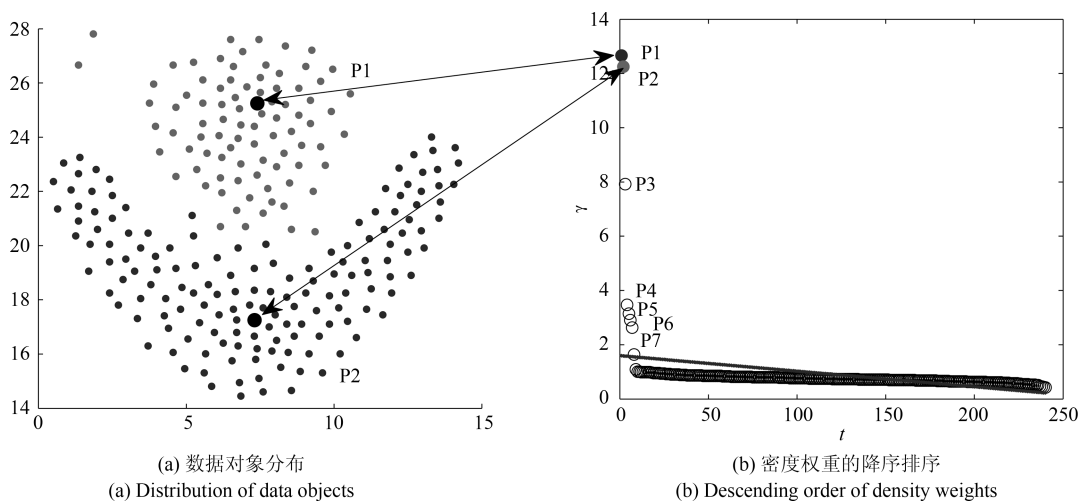 28
26
24
22
20
18
16
14
0
5
10
15
P1
P2
14
12
10
8
6
4
2
0
γ
P1
P2
P3
P4
P5
P6
P7
0
50
100
150
200
250
t
(a) 数据对象分布
(a) Distribution of data objects
(b) 密度权重的降序排序
(b) Descending order of density weights